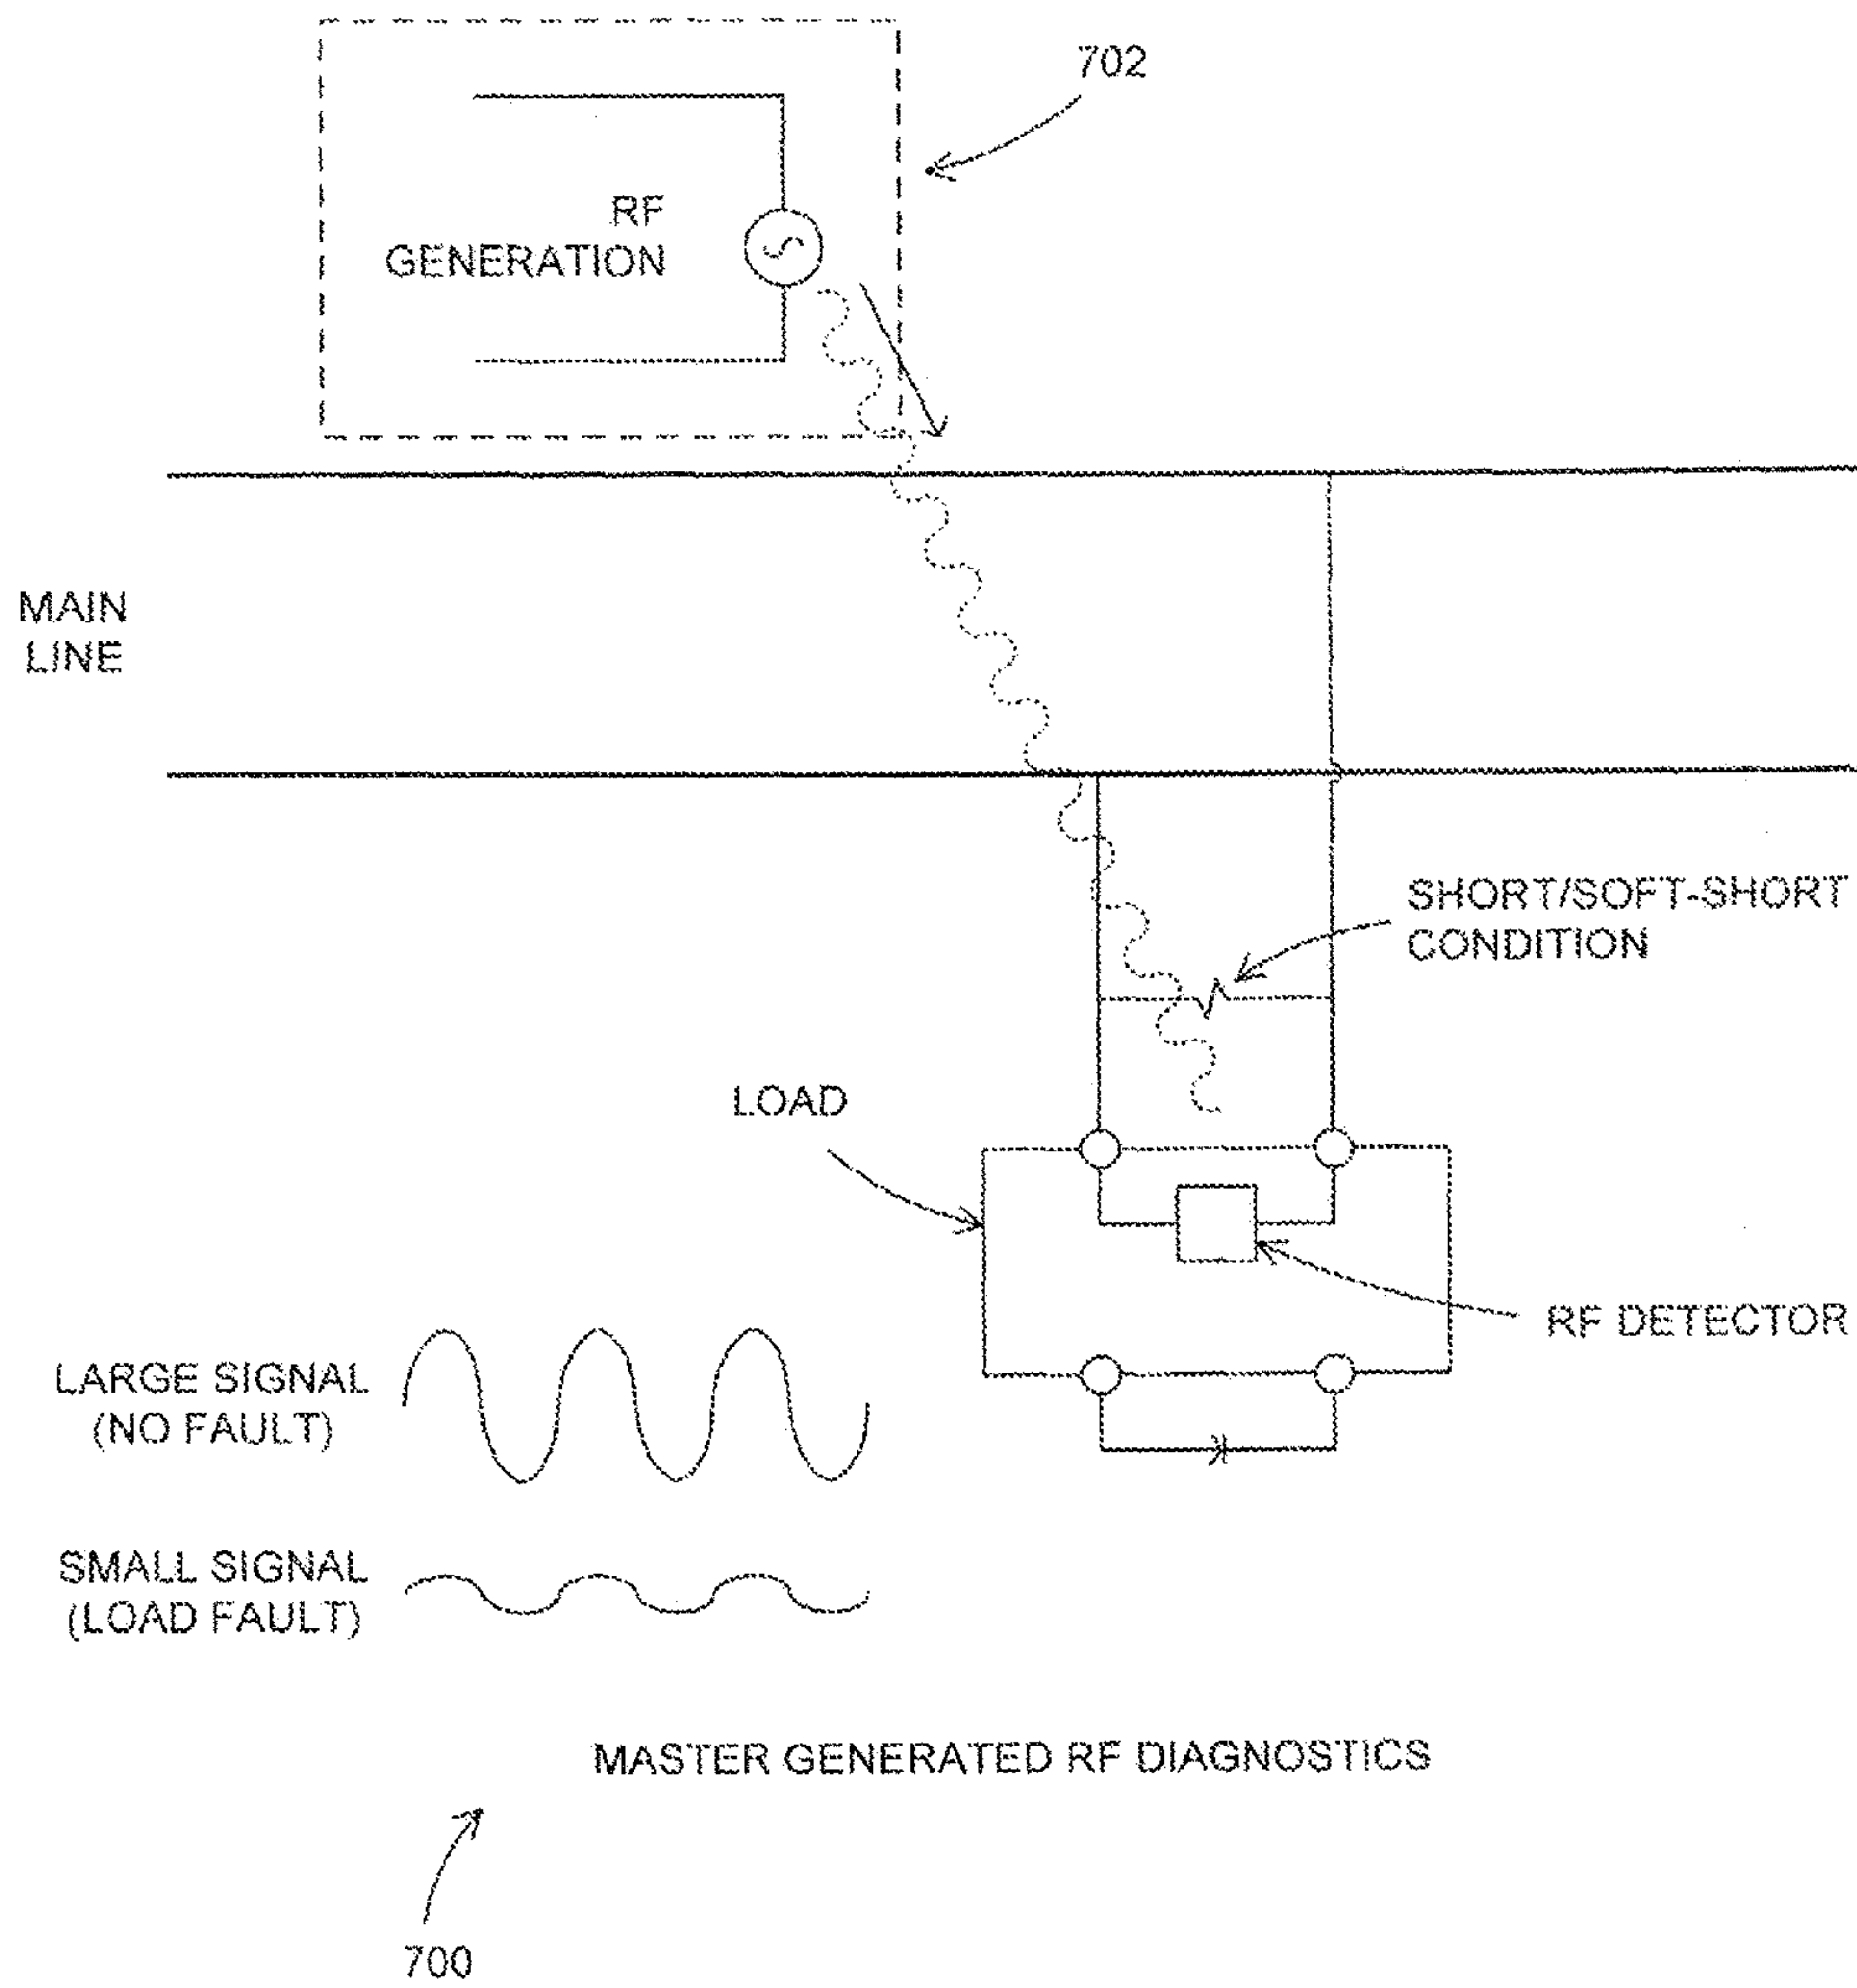 702
RF
GENERATION
MAIN
LINE
SHORT/SOFT-SHORT
CONDITION
LOAD
RF DETECTOR
LARGE SIGNAL
(NO FAULT)
SMALL SIGNAL
(LOAD FAULT)
MASTER GENERATED RF DIAGNOSTICS
700